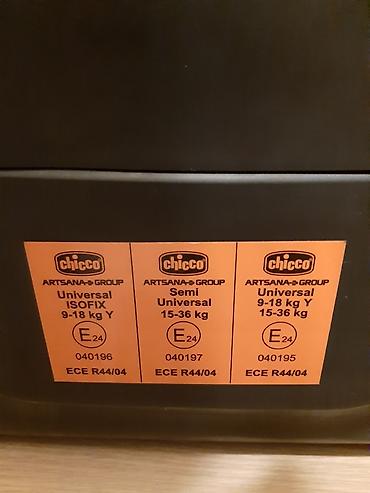 chicco
ARTSANA GROUP
Universal
ISOFIX
9-18 kg Y
E24
040196
ECE R44/04
chicco
ARTSANA GROUP
Semi
Universal
15-36 kg
E24
040197
ECE R44/04
chicco
ARTSANA GROUP
Universal
9-18 kg Y
15-36 kg
E24
040195
ECE R44/04